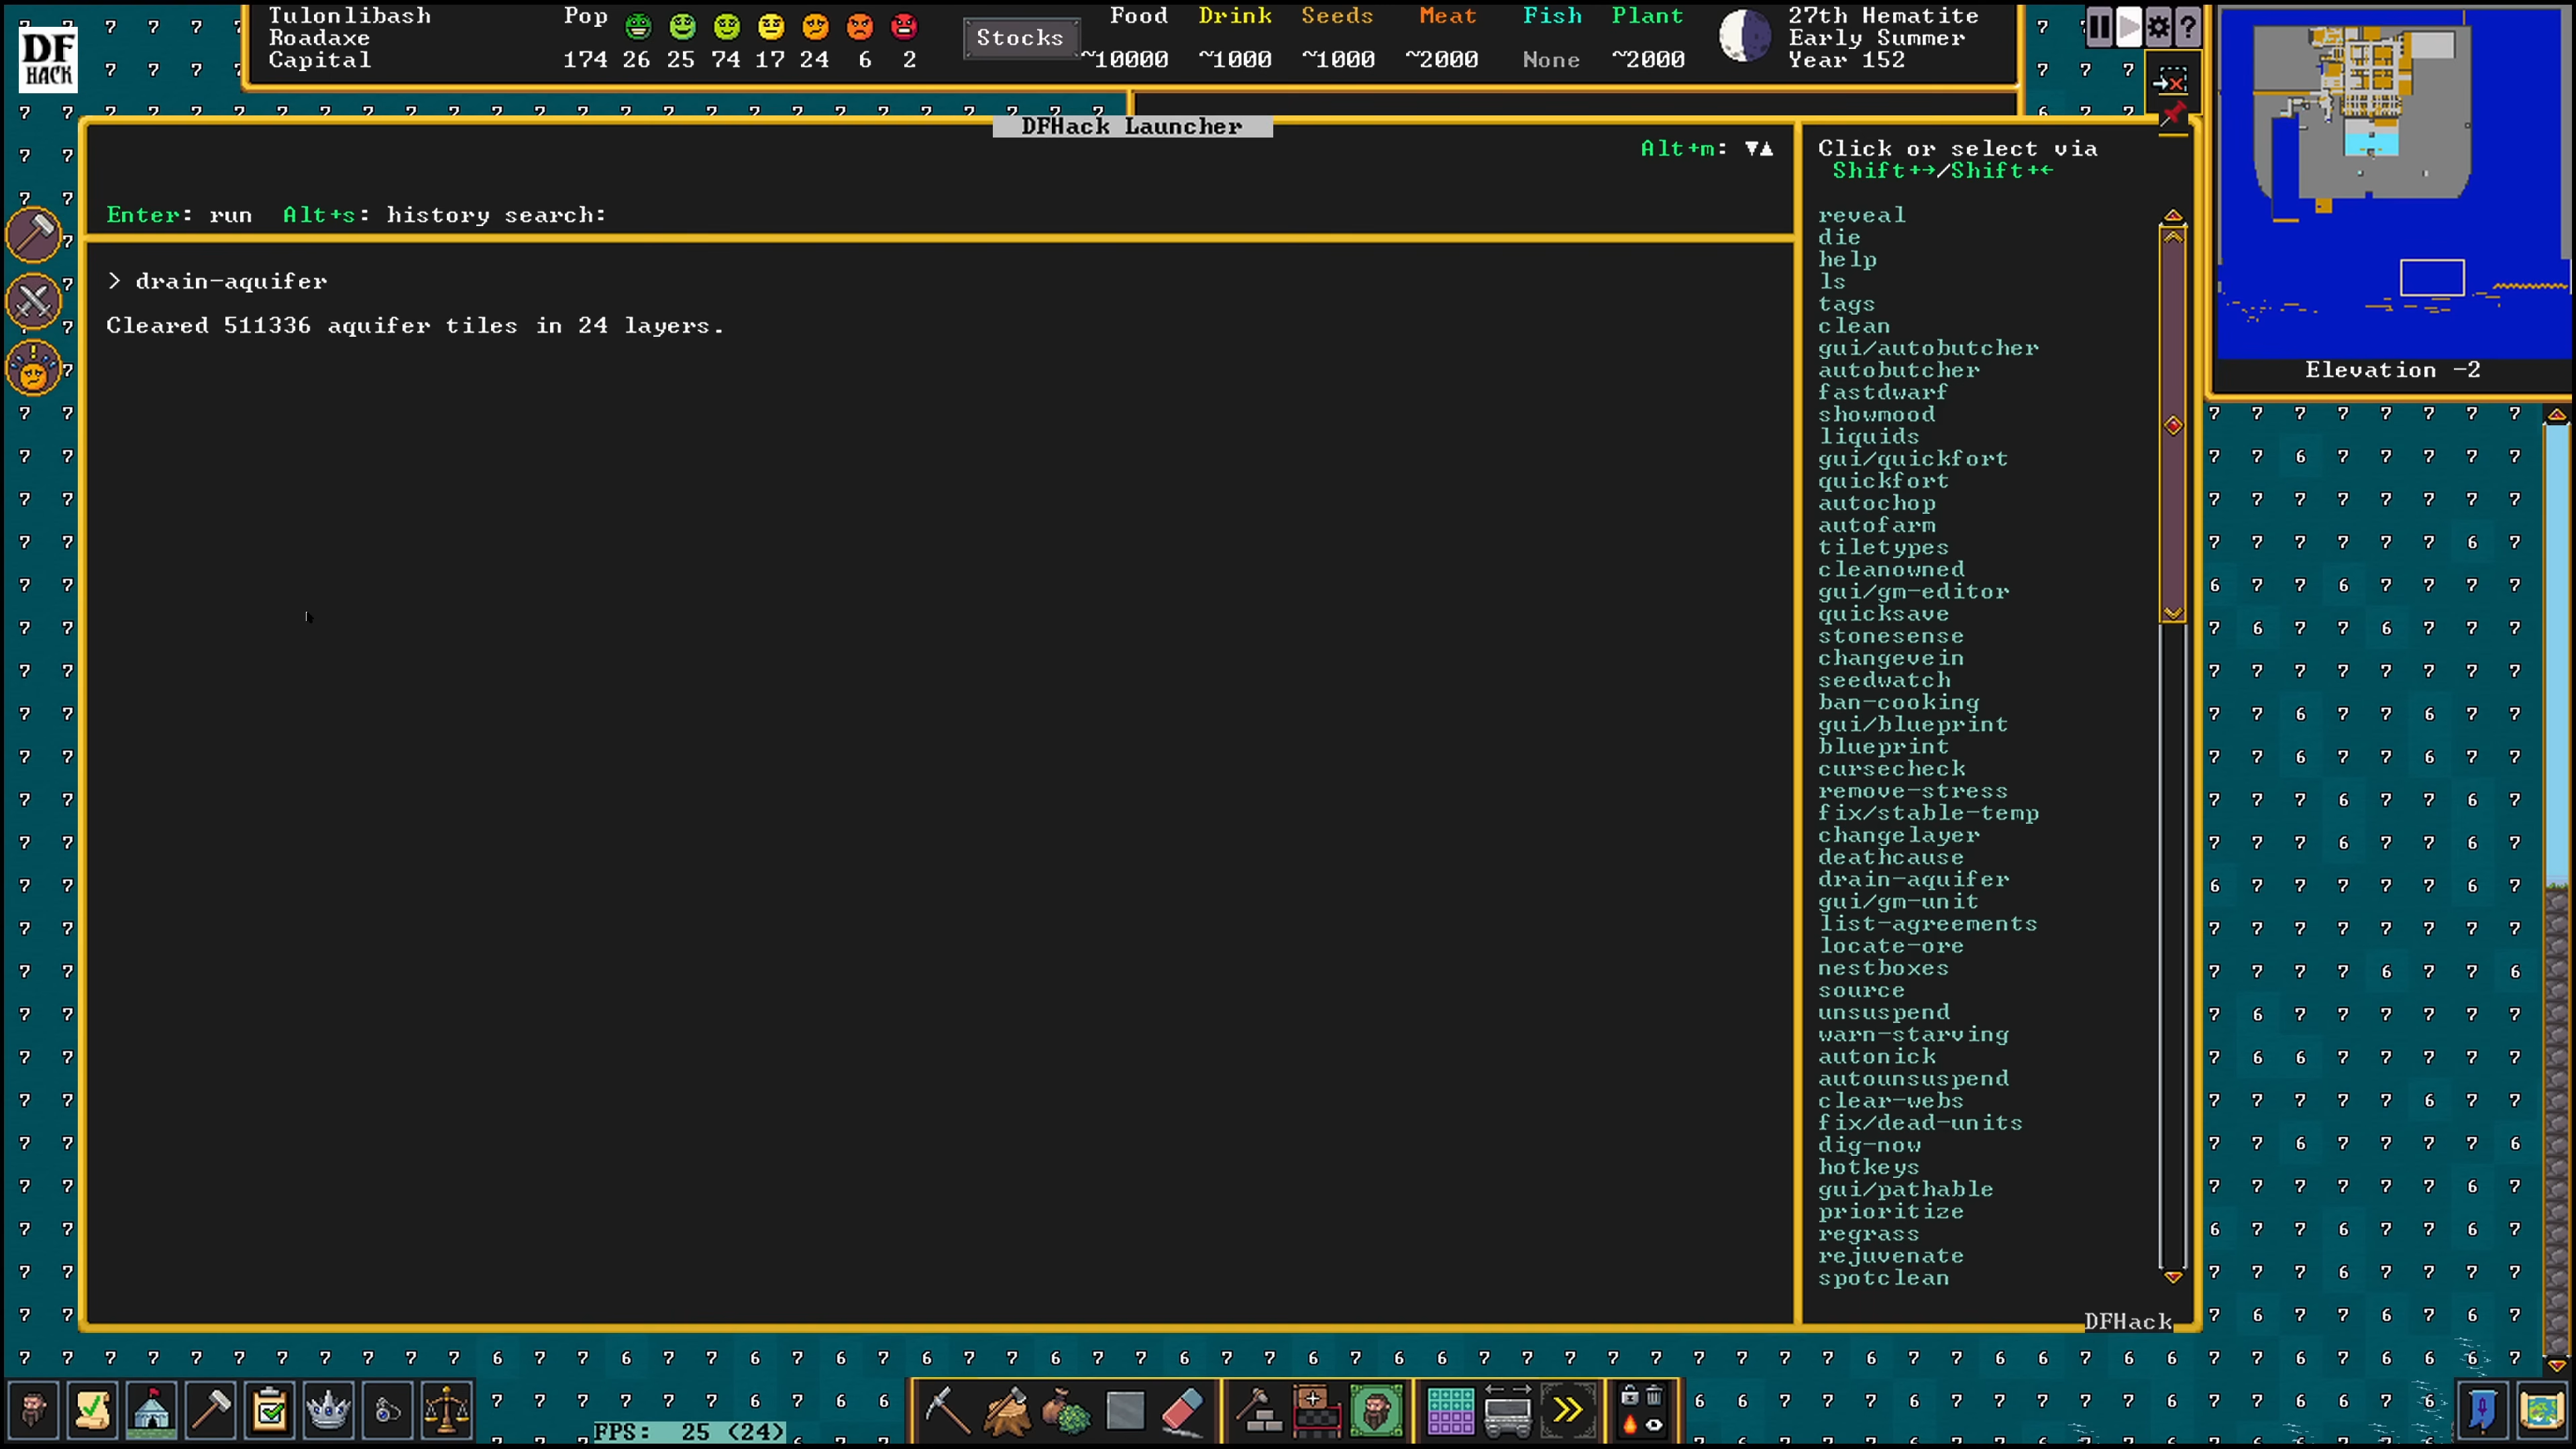 DF
HACK
Tulonlibash
Roadaxe
Capital
Pop
174 26 25 74 17 24 6 2
Stocks
Food Drink Seeds Meat Fish Plant
~10000 ~1000 ~1000 ~2000 None ~2000
27th Hematite
Early Summer
Year 152
Elevation -2
DFHack Launcher
Alt+m:
Enter: run Alt+s: history search:
> drain-aquifer
Cleared 511336 aquifer tiles in 24 layers.
Click or select via
Shift+→/Shift+←
reveal
die
help
ls
tags
clean
gui/autobutcher
autobutcher
fastdwarf
showmood
liquids
gui/quickfort
quickfort
autochop
autofarm
tiletypes
cleanowned
gui/gm-editor
quicksave
stonesense
changevein
seedwatch
ban-cooking
gui/blueprint
blueprint
cursecheck
remove-stress
fix/stable-temp
changelayer
deathcause
drain-aquifer
gui/gm-unit
list-agreements
locate-ore
nestboxes
source
unsuspend
warn-starving
autonick
autounsuspend
clear-webs
fix/dead-units
dig-now
hotkeys
gui/pathable
prioritize
regrass
rejuvenate
spotclean
DFHack
FPS: 25 (24)